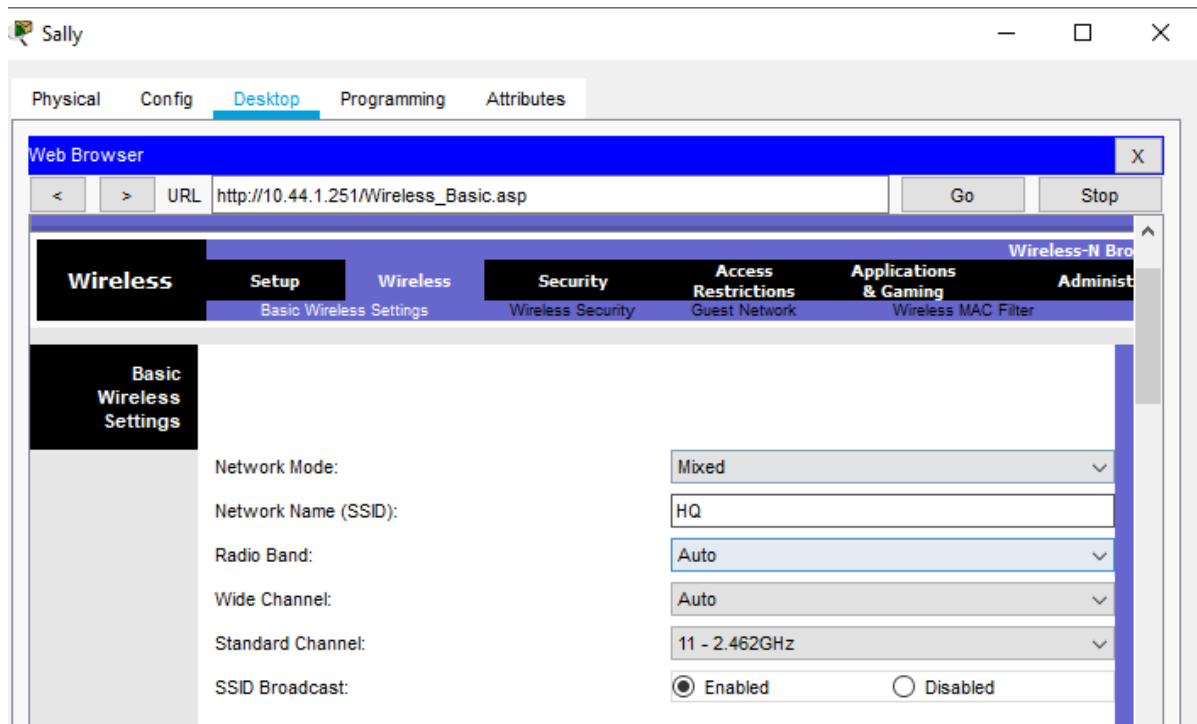 Sally
Physical Config Desktop Programming Attributes
Web Browser X
< > URL http://10.44.1.251/Wireless_Basic.asp Go Stop
Wireless-N Bro
Wireless Setup Wireless Security Access Restrictions Applications & Gaming Administ
Basic Wireless Settings Wireless Security Guest Network Wireless MAC Filter
Basic
Wireless
Settings
Network Mode: Mixed
Network Name (SSID): HQ
Radio Band: Auto
Wide Channel: Auto
Standard Channel: 11 - 2.462GHz
SSID Broadcast: Enabled Disabled